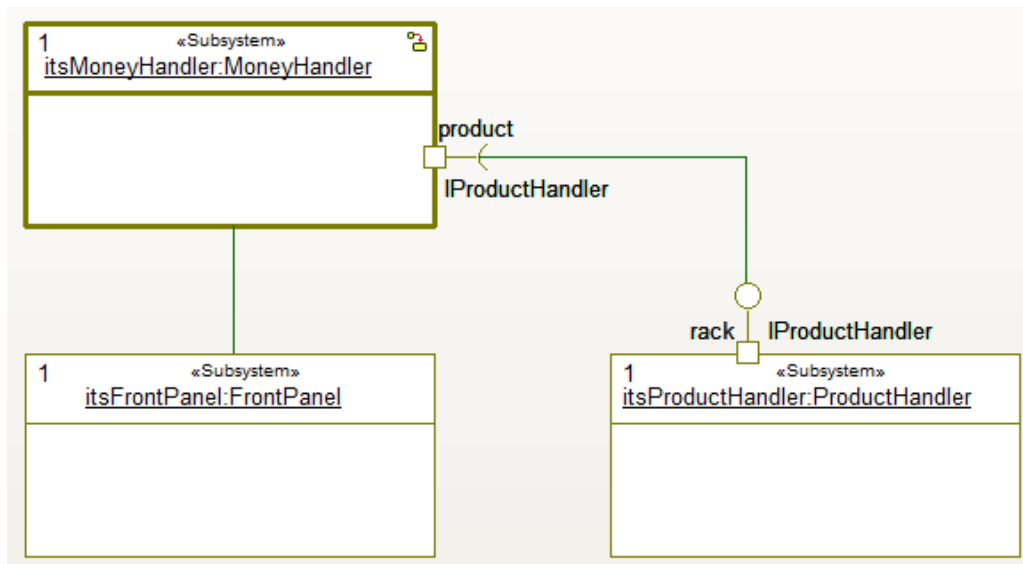 1 «Subsystem»
itsMoneyHandler:MoneyHandler
product
IProductHandler
rack IProductHandler
1 «Subsystem»
itsFrontPanel:FrontPanel
1 «Subsystem»
itsProductHandler:ProductHandler